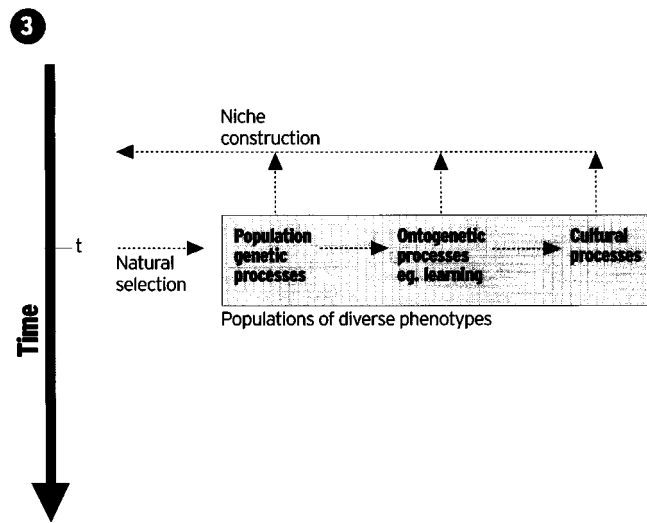 3
Niche
construction
t
Natural
selection
Population
genetic
processes
Ontogenetic
processes
eg. learning
Cultural
processes
Populations of diverse phenotypes
Time